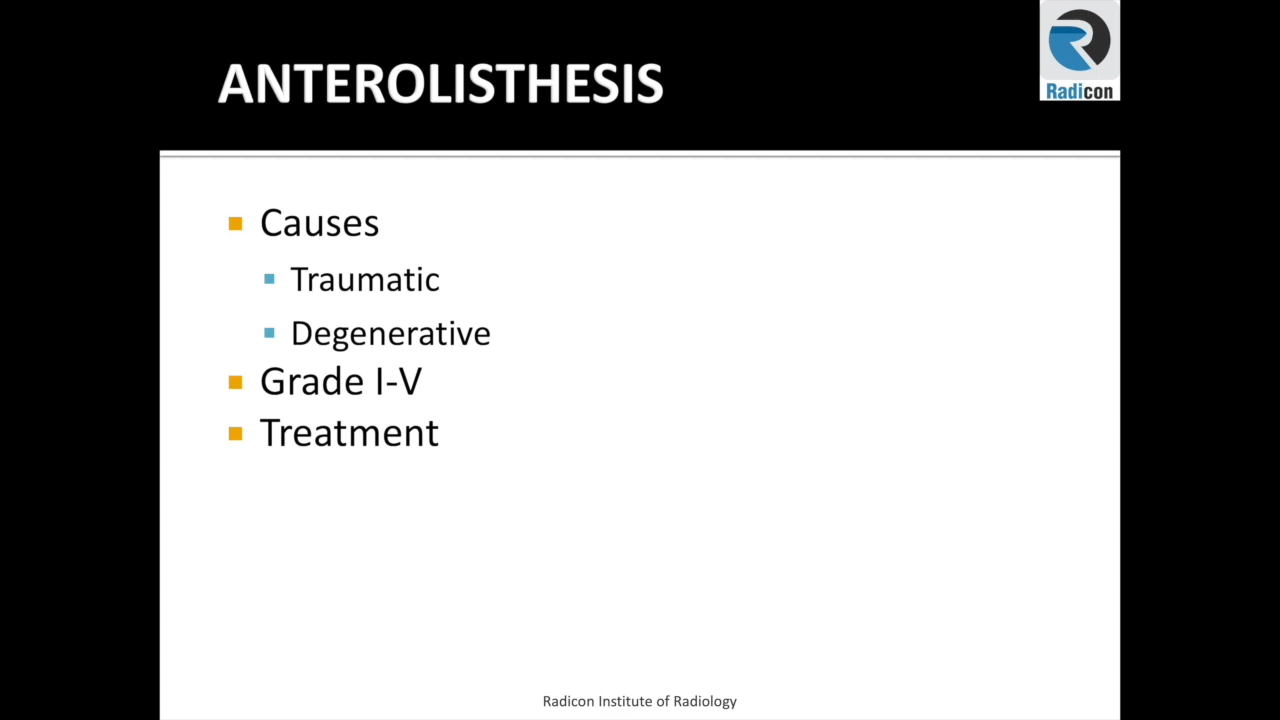 ANTEROLISTHESIS
Radicon
Causes
Traumatic
Degenerative
Grade I-V
Treatment
Radicon Institute of Radiology